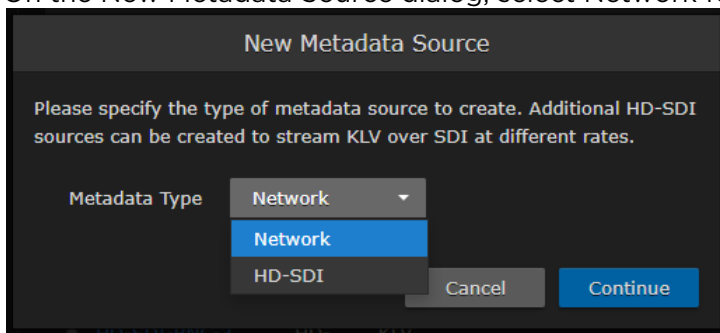 New Metadata Source
Please specify the type of metadata source to create. Additional HD-SDI
sources can be created to stream KLV over SDI at different rates.
Metadata Type Network
Network
HD-SDI
Cancel Continue